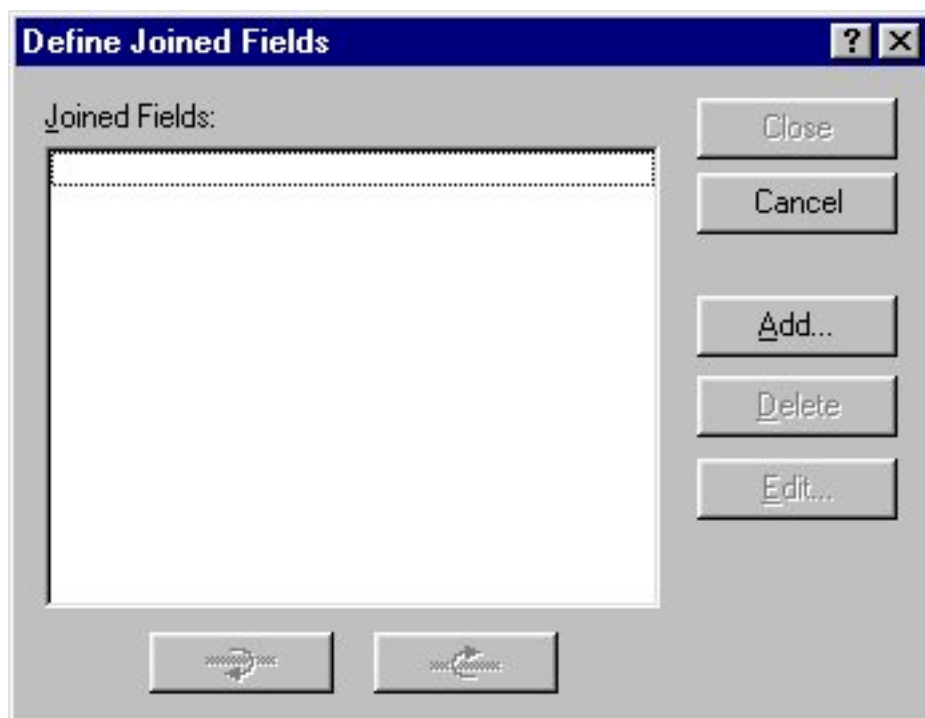 Define Joined Fields
Joined Fields:
Close
Cancel
Add...
Delete
Edit...